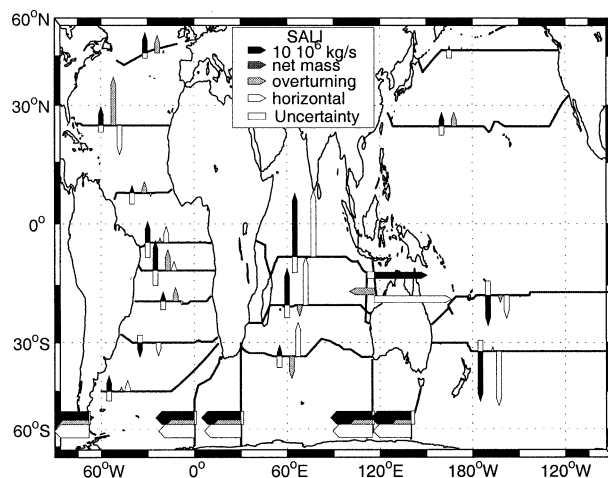 60°N
30°N
0°
30°S
60°S
SALI
10 10⁶ kg/s
net mass
overturning
horizontal
Uncertainty
60°W
0°
60°E
120°E
180°W
120°W